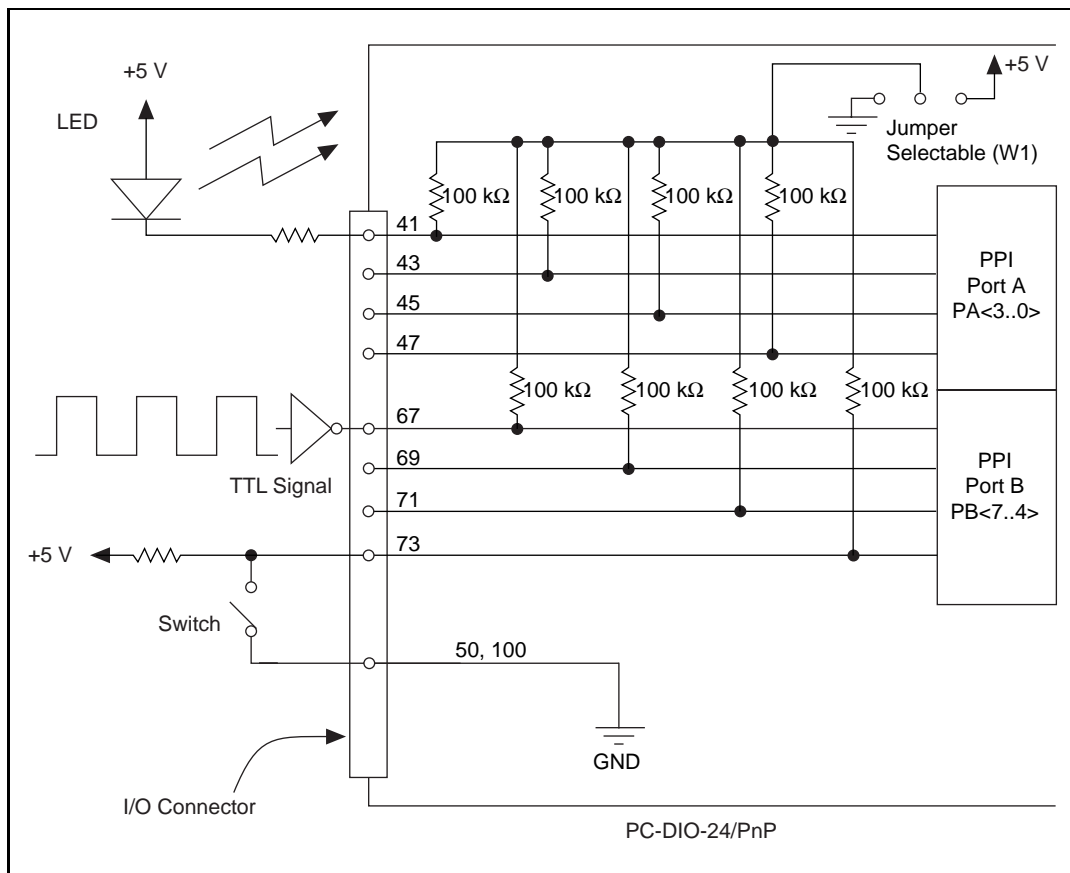 +5 V
LED
+5 V
Jumper
Selectable (W1)
100 kΩ
100 kΩ
100 kΩ
100 kΩ
41
43
45
47
PPI
Port A
PA<3..0>
100 kΩ
100 kΩ
100 kΩ
100 kΩ
67
69
71
73
TTL Signal
PPI
Port B
PB<7..4>
+5 V
Switch
50, 100
GND
I/O Connector
PC-DIO-24/PnP